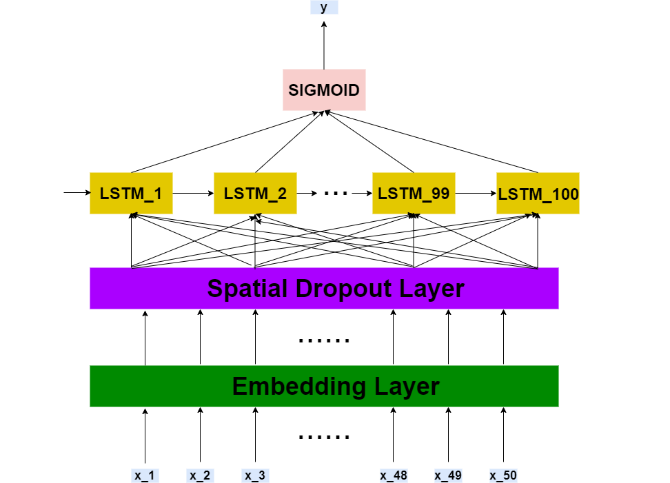 y
SIGMOID
LSTM_1 LSTM_2 ... LSTM_99 LSTM_100
Spatial Dropout Layer
......
Embedding Layer
......
x_1 x_2 x_3 x_48 x_49 x_50